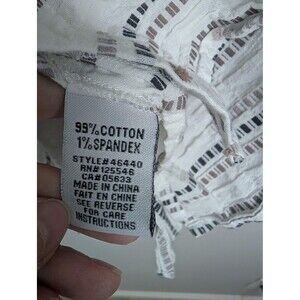 99% COTTON
1% SPANDEX
STYLE#46440
RN#125546
CA#05633
MADE IN CHINA
FAIT EN CHINE
SEE REVERSE
FOR CARE
INSTRUCTIONS